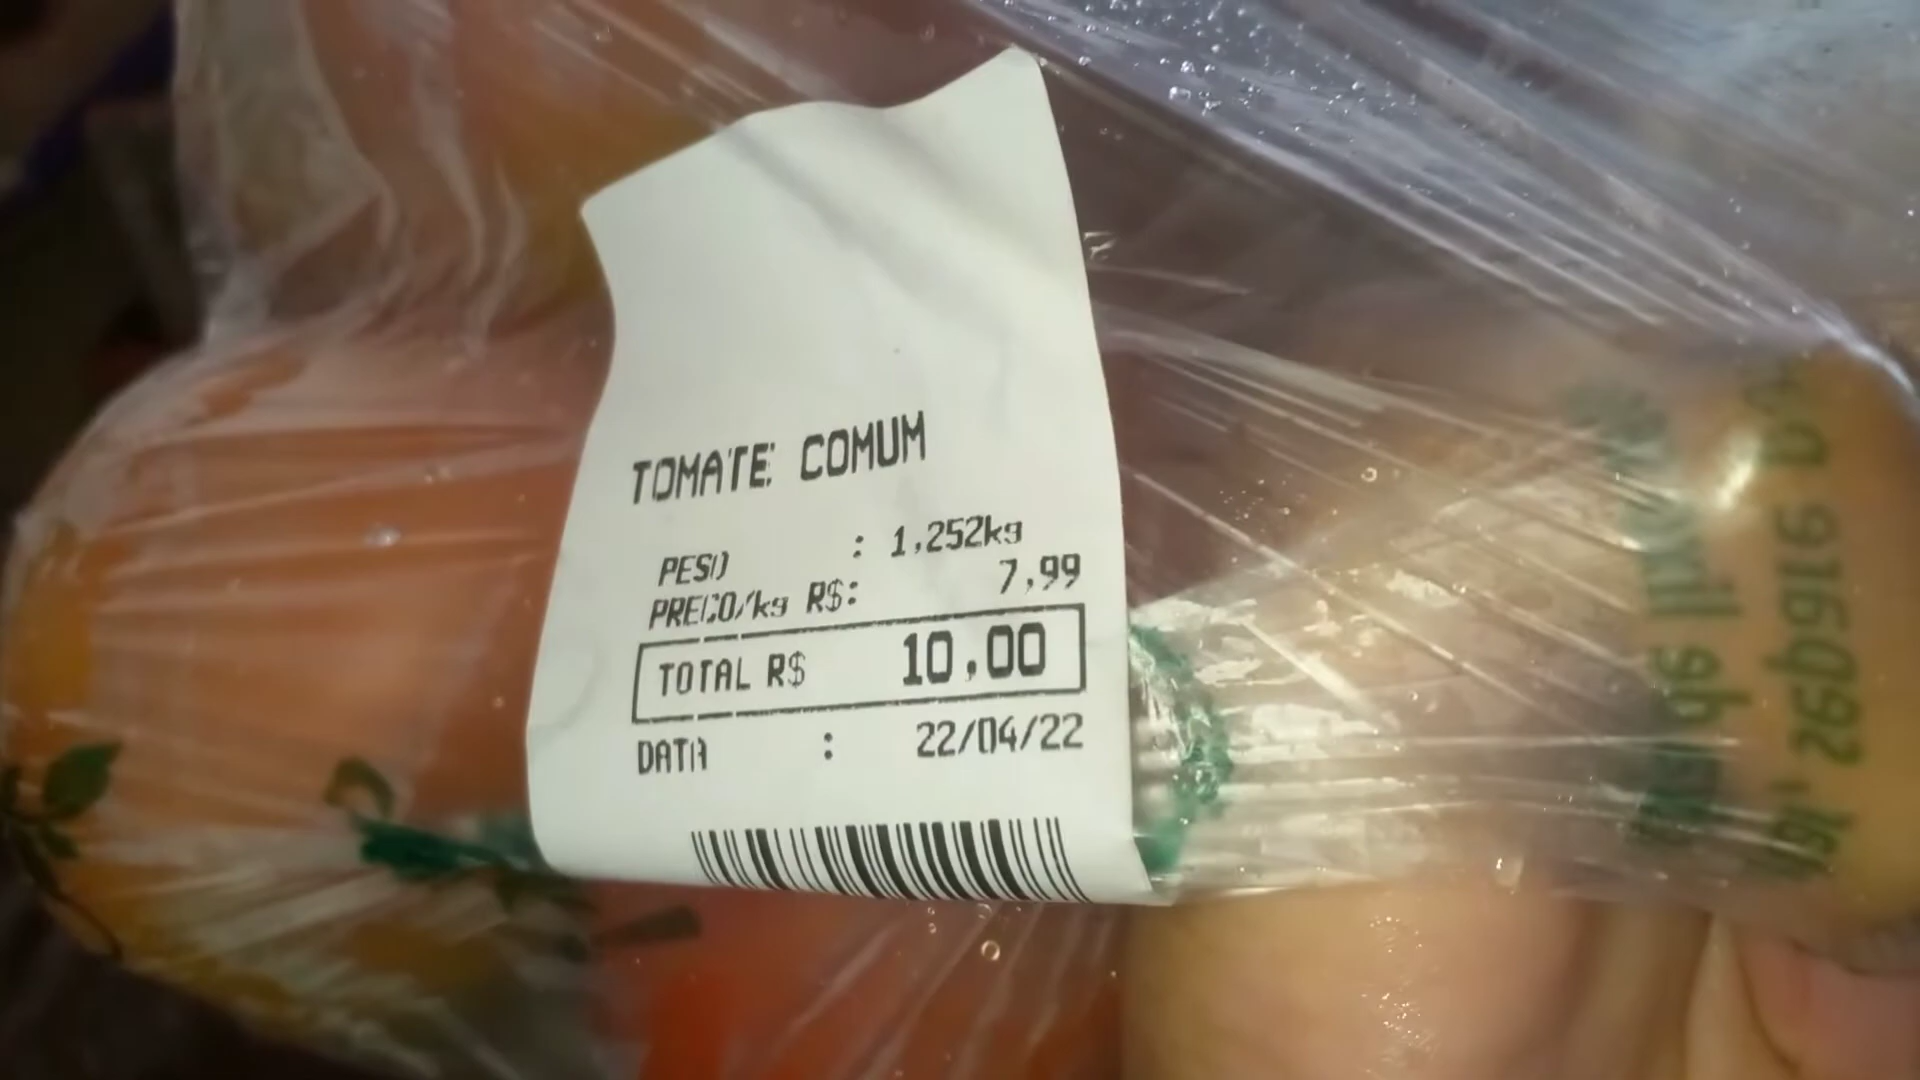 TOMATE COMUM
PESO : 1,252kg
PRECO/kg R$: 7,99
TOTAL R$ 10,00
DATA : 22/04/22